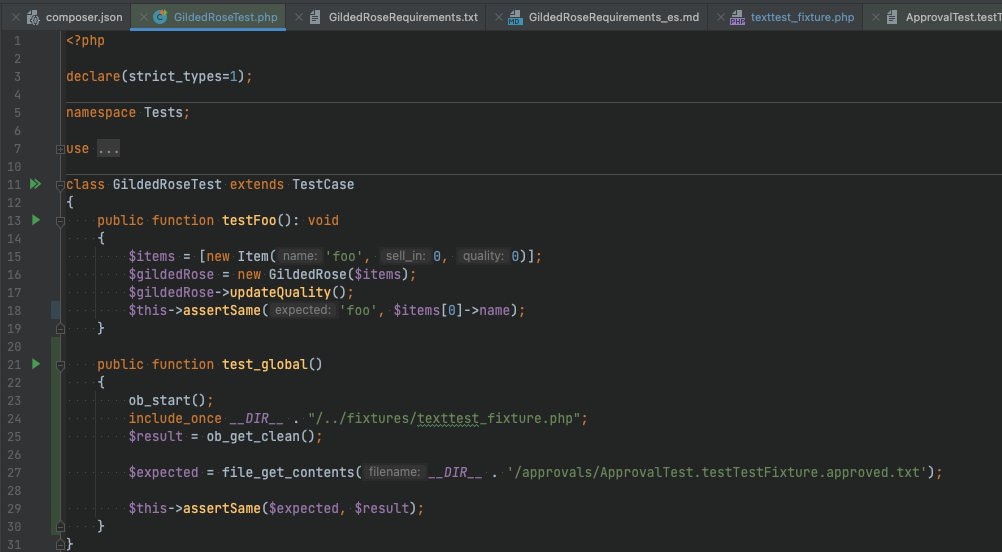 composer.json GildedRoseTest.php GildedRoseRequirements.txt GildedRoseRequirements_es.md texttest_fixture.php ApprovalTest.testT
1 <?php
2
3 declare(strict_types=1);
4
5 namespace Tests;
6
7 use ...
10
11 class GildedRoseTest extends TestCase
12 {
13 public function testFoo(): void
14 {
15 $items = [new Item( name: 'foo', sell_in: 0, quality: 0)];
16 $gildedRose = new GildedRose($items);
17 $gildedRose->updateQuality();
18 $this->assertSame( expected: 'foo', $items[0]->name);
19 }
20
21 public function test_global()
22 {
23 ob_start();
24 include_once __DIR__ . "/../fixtures/texttest_fixture.php";
25 $result = ob_get_clean();
26
27 $expected = file_get_contents( filename: __DIR__ . '/approvals/ApprovalTest.testTestFixture.approved.txt');
28
29 $this->assertSame($expected, $result);
30 }
31 }